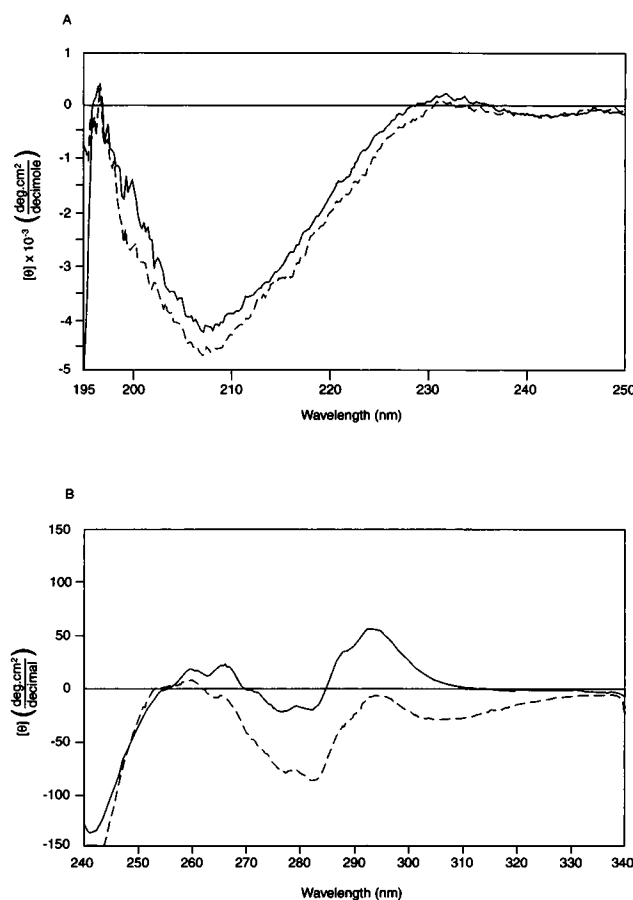 A
1
0
-1
-2
-3
-4
-5
[θ] x 10-3 (deg.cm2/decimole)
195 200 210 220 230 240 250
Wavelength (nm)
B
150
100
50
0
-50
-100
-150
[θ] (deg.cm2/decimal)
240 250 260 270 280 290 300 310 320 330 340
Wavelength (nm)